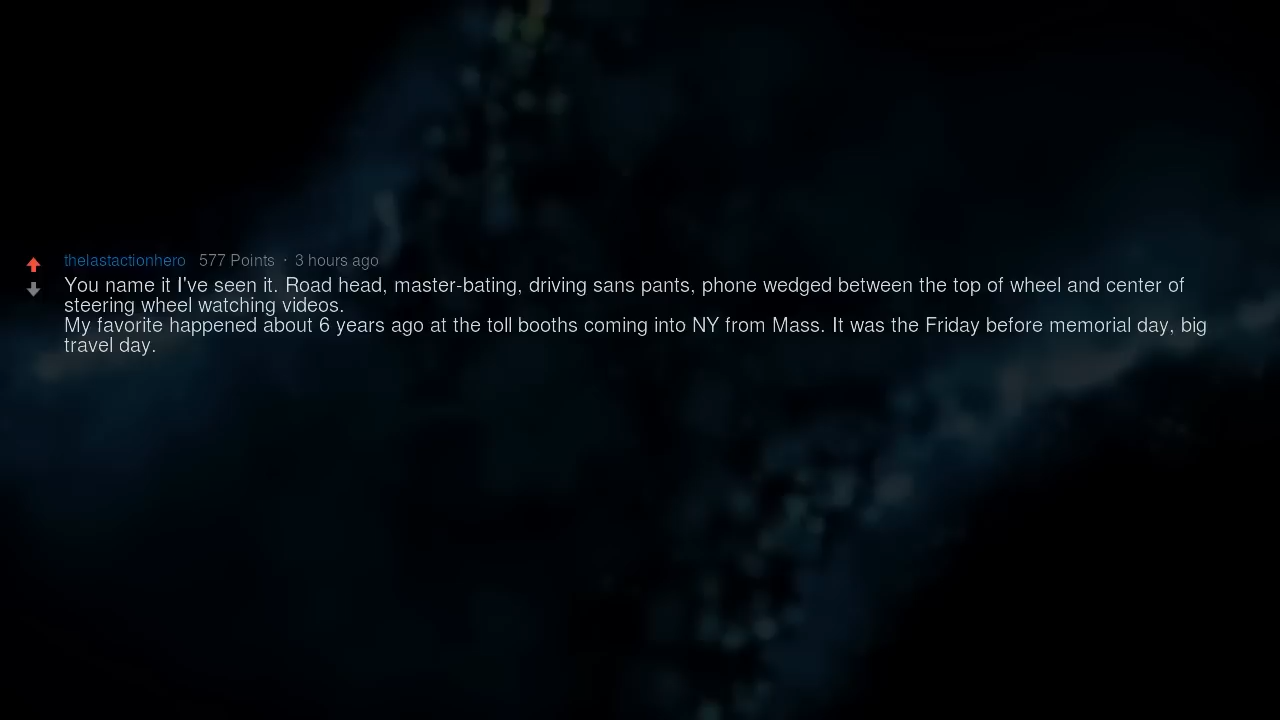 thelastactionhero 577 Points · 3 hours ago
You name it I've seen it. Road head, master-bating, driving sans pants, phone wedged between the top of wheel and center of
steering wheel watching videos.
My favorite happened about 6 years ago at the toll booths coming into NY from Mass. It was the Friday before memorial day, big
travel day.